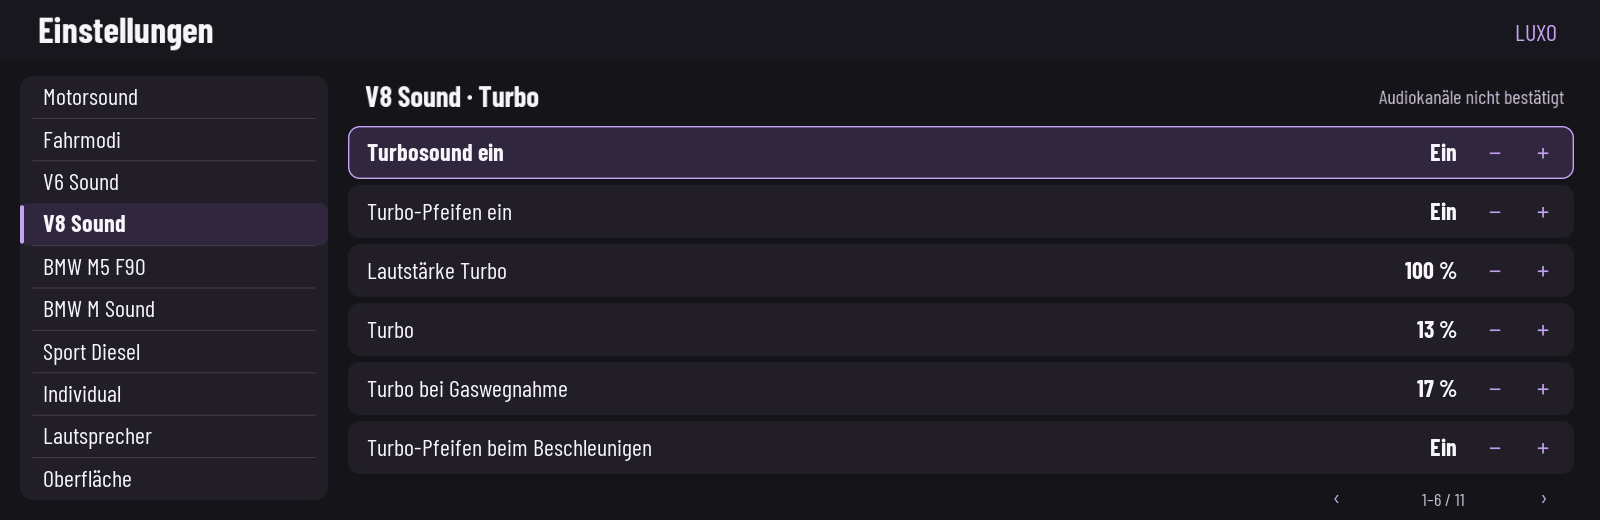 Einstellungen
LUXO
Motorsound
Fahrmodi
V6 Sound
V8 Sound
BMW M5 F90
BMW M Sound
Sport Diesel
Individual
Lautsprecher
Oberfläche
V8 Sound · Turbo
Audiokanäle nicht bestätigt
Turbosound ein Ein − +
Turbo-Pfeifen ein Ein − +
Lautstärke Turbo 100 % − +
Turbo 13 % − +
Turbo bei Gaswegnahme 17 % − +
Turbo-Pfeifen beim Beschleunigen Ein − +
‹ 1–6 / 11 ›